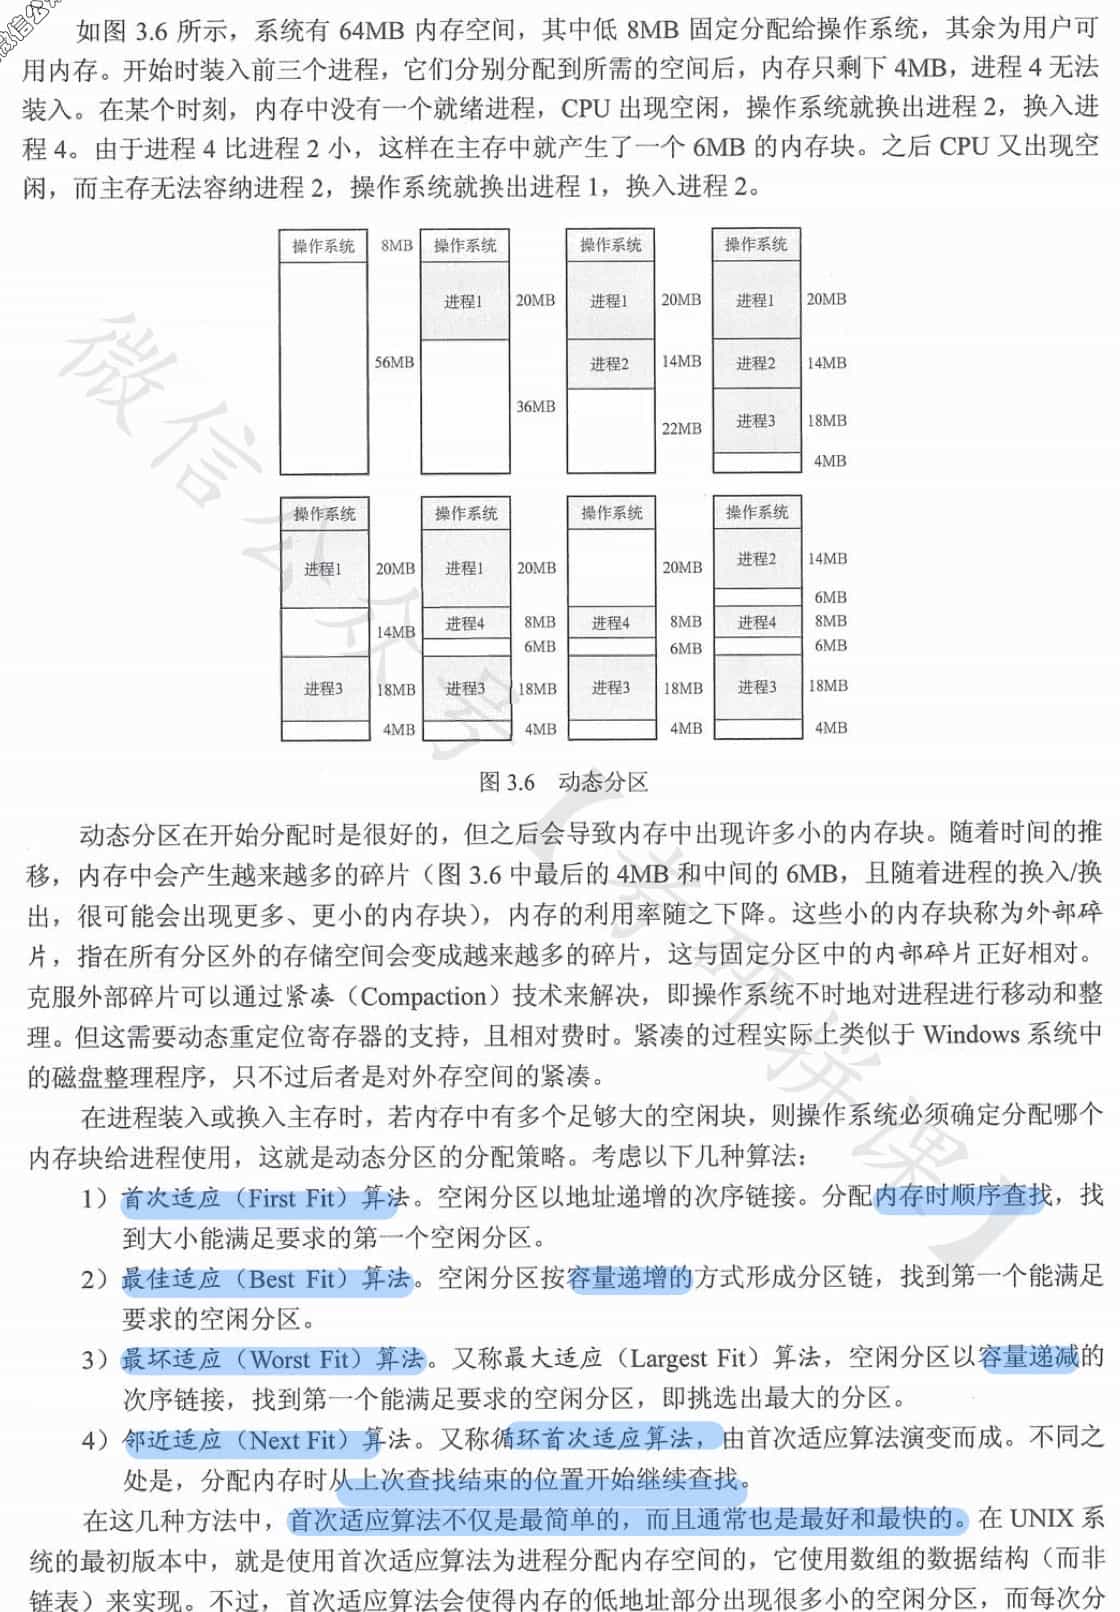 微信公众
如图 3.6 所示，系统有 64MB 内存空间，其中低 8MB 固定分配给操作系统，其余为用户可
用内存。开始时装入前三个进程，它们分别分配到所需的空间后，内存只剩下 4MB，进程 4 无法
装入。在某个时刻，内存中没有一个就绪进程，CPU 出现空闲，操作系统就换出进程 2，换入进
程 4。由于进程 4 比进程 2 小，这样在主存中就产生了一个 6MB 的内存块。之后 CPU 又出现空
闲，而主存无法容纳进程 2，操作系统就换出进程 1，换入进程 2。
操作系统 8MB 操作系统 操作系统 操作系统
进程1 20MB 进程1 20MB 进程1 20MB
56MB 进程2 14MB 进程2 14MB
36MB 22MB 进程3 18MB
4MB
操作系统 操作系统 操作系统 操作系统
进程1 20MB 进程1 20MB 20MB 进程2 14MB
6MB
14MB 进程4 8MB 进程4 8MB 进程4 8MB
6MB 6MB 6MB
进程3 18MB 进程3 18MB 进程3 18MB 进程3 18MB
4MB 4MB 4MB 4MB
图 3.6 动态分区
动态分区在开始分配时是很好的，但之后会导致内存中出现许多小的内存块。随着时间的推
移，内存中会产生越来越多的碎片（图 3.6 中最后的 4MB 和中间的 6MB，且随着进程的换入/换
出，很可能会出现更多、更小的内存块），内存的利用率随之下降。这些小的内存块称为外部碎
片，指在所有分区外的存储空间会变成越来越多的碎片，这与固定分区中的内部碎片正好相对。
克服外部碎片可以通过紧凑（Compaction）技术来解决，即操作系统不时地对进程进行移动和整
理。但这需要动态重定位寄存器的支持，且相对费时。紧凑的过程实际上类似于 Windows 系统中
的磁盘整理程序，只不过后者是对外存空间的紧凑。
在进程装入或换入主存时，若内存中有多个足够大的空闲块，则操作系统必须确定分配哪个
内存块给进程使用，这就是动态分区的分配策略。考虑以下几种算法：
1）首次适应（First Fit）算法。空闲分区以地址递增的次序链接。分配内存时顺序查找，找
到大小能满足要求的第一个空闲分区。
2）最佳适应（Best Fit）算法。空闲分区按容量递增的方式形成分区链，找到第一个能满足
要求的空闲分区。
3）最坏适应（Worst Fit）算法。又称最大适应（Largest Fit）算法，空闲分区以容量递减的
次序链接，找到第一个能满足要求的空闲分区，即挑选出最大的分区。
4）邻近适应（Next Fit）算法。又称循环首次适应算法，由首次适应算法演变而成。不同之
处是，分配内存时从上次查找结束的位置开始继续查找。
在这几种方法中，首次适应算法不仅是最简单的，而且通常也是最好和最快的。在 UNIX 系
统的最初版本中，就是使用首次适应算法为进程分配内存空间的，它使用数组的数据结构（而非
链表）来实现。不过，首次适应算法会使得内存的低地址部分出现很多小的空闲分区，而每次分
微信公众号【考研拼课】